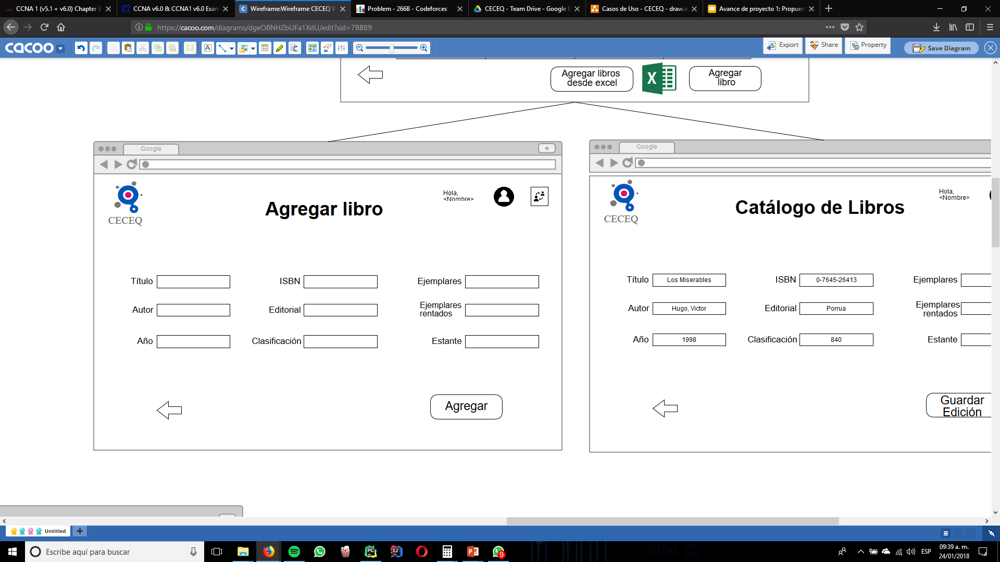 CCNA 1 (v5.1 + v6.0) Chapter 3
CCNA v6.0 & CCNA1 v6.0 Exam
Wireframe:Wireframe CECEQ V
Problem - 266B - Codeforces
CECEQ - Team Drive - Google D
Casos de Uso - CECEQ - draw.io
Avance de proyecto 1: Propuest
https://cacoo.com/diagrams/dgeO8NHZbUFa1XdU/edit?sid=7BB89
cacoo
Export
Share
Property
Save Diagram
Agregar libros
desde excel
X
Agregar
libro
Google
Google
CECEQ
Agregar libro
Hola,
<Nombre>
CECEQ
Catálogo de Libros
Hola,
<Nombre>
Título
ISBN
Ejemplares
Autor
Editorial
Ejemplares
rentados
Año
Clasificación
Estante
Agregar
Título
Los Miserables
ISBN
0-7645-26413
Ejemplares
Autor
Hugo, Victor
Editorial
Porrua
Ejemplares
rentados
Año
1998
Clasificación
840
Estante
Guardar
Edición
Untitled
Escribe aquí para buscar
PC
IJ
9
ESP
09:39 a. m.
24/01/2018